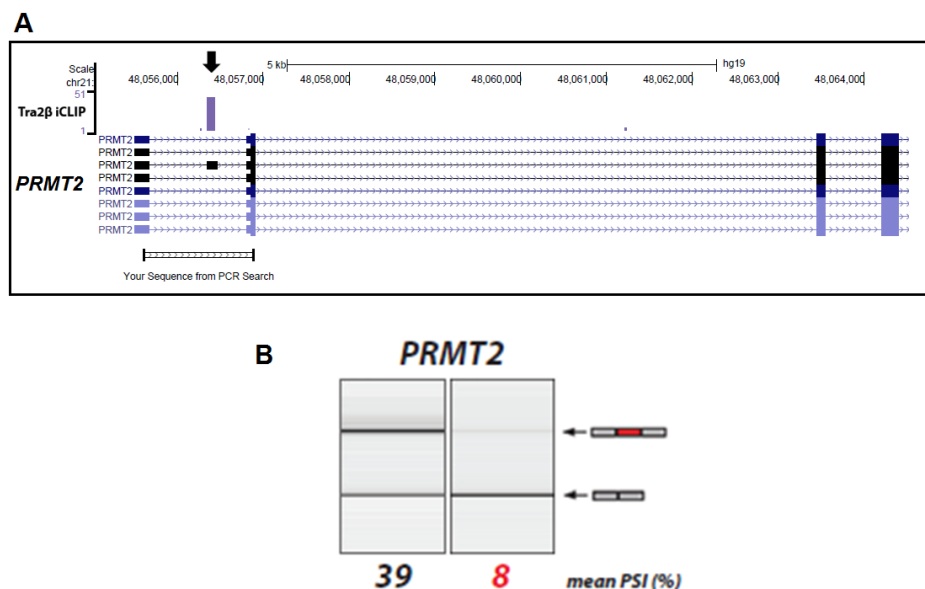 A
Scale
chr21:
5 kb
hg19
48,056,000 48,057,000 48,058,000 48,059,000 48,060,000 48,061,000 48,062,000 48,063,000 48,064,000
51
Tra2β iCLIP
1
PRMT2
PRMT2
PRMT2
PRMT2
PRMT2
PRMT2
PRMT2
PRMT2
PRMT2
Your Sequence from PCR Search
B
PRMT2
39 8 mean PSI (%)